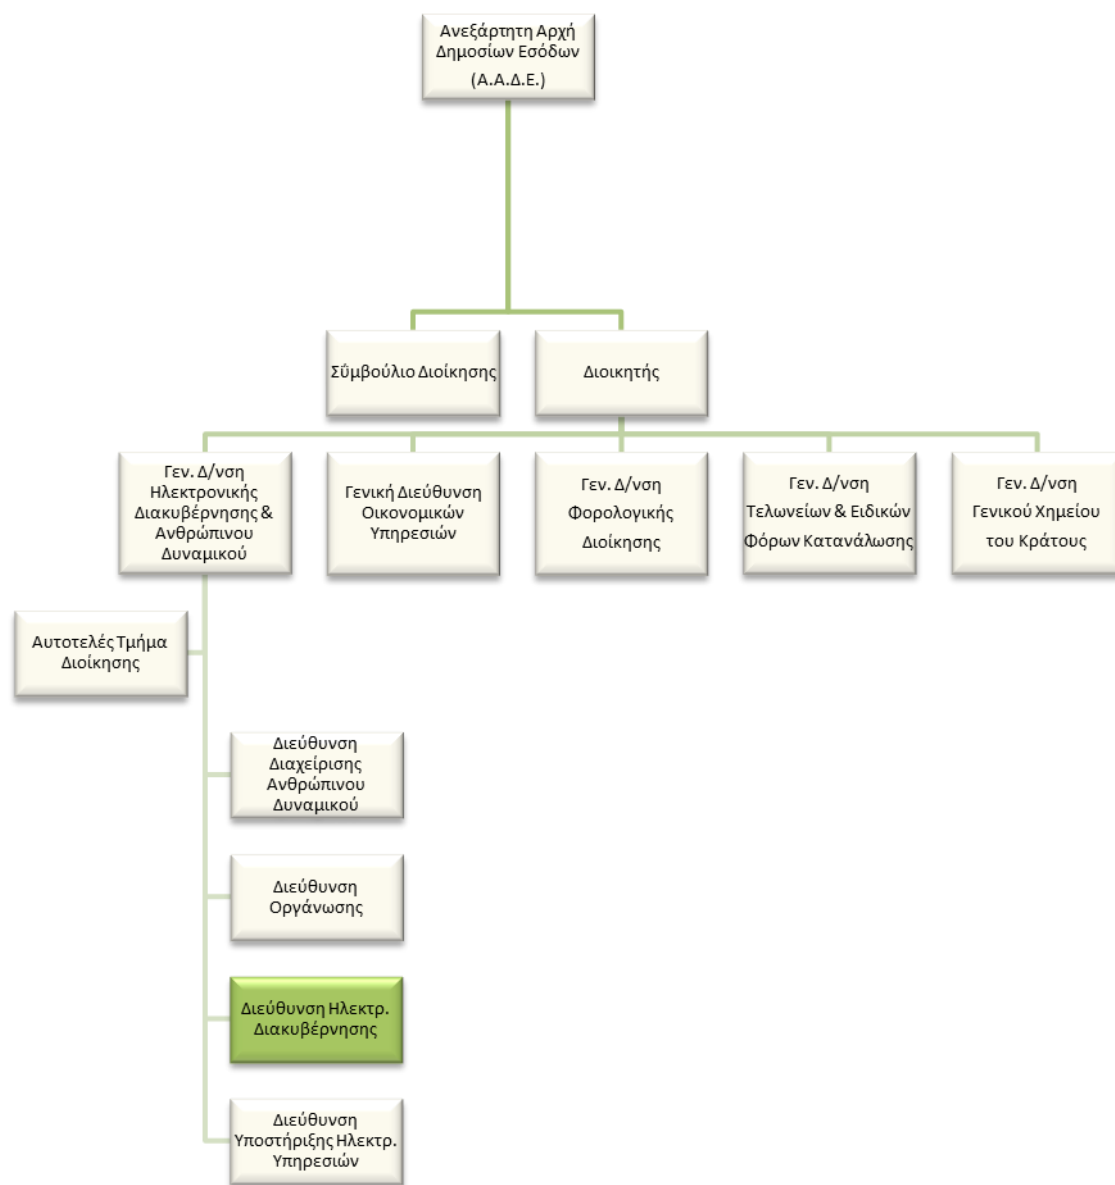 Ανεξάρτητη Αρχή
Δημοσίων Εσόδων
(Α.Α.Δ.Ε.)
Σΰμβούλιο Διοίκησης
Διοικητής
Γεν. Δ/νση
Ηλεκτρονικής
Διακυβέρνησης &
Ανθρώπινου
Δυναμικού
Γενική Διεύθυνση
Οικονομικών
Υπηρεσιών
Γεν. Δ/νση
Φορολογικής
Διοίκησης
Γεν. Δ/νση
Τελωνείων & Ειδικών
Φόρων Κατανάλωσης
Γεν. Δ/νση
Γενικού Χημείου
του Κράτους
Αυτοτελές Τμήμα
Διοίκησης
Διεύθυνση
Διαχείρισης
Ανθρώπινου
Δυναμικού
Διεύθυνση
Οργάνωσης
Διεύθυνση Ηλεκτρ.
Διακυβέρνησης
Διεύθυνση
Υποστήριξης Ηλεκτρ.
Υπηρεσιών